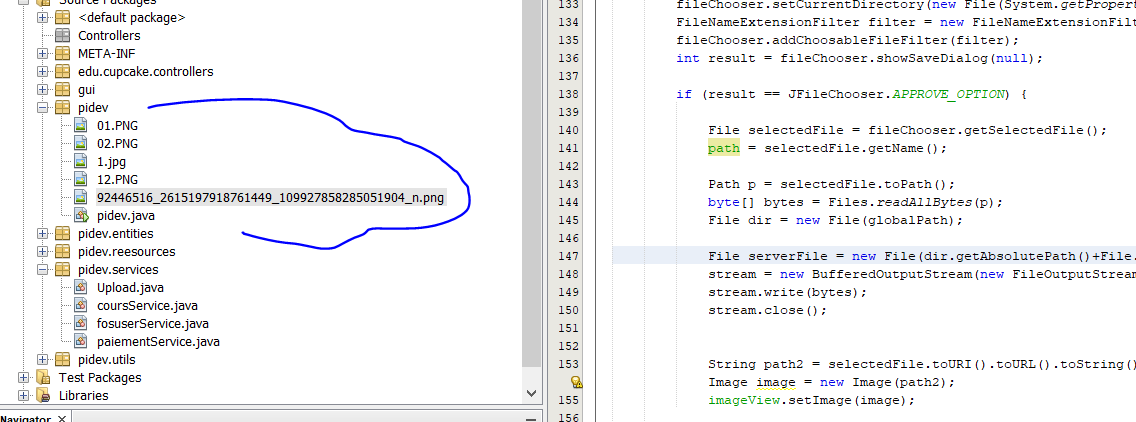 Source Packages
<default package>
Controllers
META-INF
edu.cupcake.controllers
gui
pidev
01.PNG
02.PNG
1.jpg
12.PNG
92446516_2615197918761449_109927858285051904_n.png
pidev.java
pidev.entities
pidev.reesources
pidev.services
Upload.java
coursService.java
fosuserService.java
paiementService.java
pidev.utils
Test Packages
Libraries
Navigator
133 fileChooser.setCurrentDirectory(new File(System.getPropert
134 FileNameExtensionFilter filter = new FileNameExtensionFilt
135 fileChooser.addChoosableFileFilter(filter);
136 int result = fileChooser.showSaveDialog(null);
137
138 if (result == JFileChooser.APPROVE_OPTION) {
139
140 File selectedFile = fileChooser.getSelectedFile();
141 path = selectedFile.getName();
142
143 Path p = selectedFile.toPath();
144 byte[] bytes = Files.readAllBytes(p);
145 File dir = new File(globalPath);
146
147 File serverFile = new File(dir.getAbsolutePath()+File.
148 stream = new BufferedOutputStream(new FileOutputStream
149 stream.write(bytes);
150 stream.close();
151
152
153 String path2 = selectedFile.toURI().toURL().toString()
Image image = new Image(path2);
155 imageView.setImage(image);
156